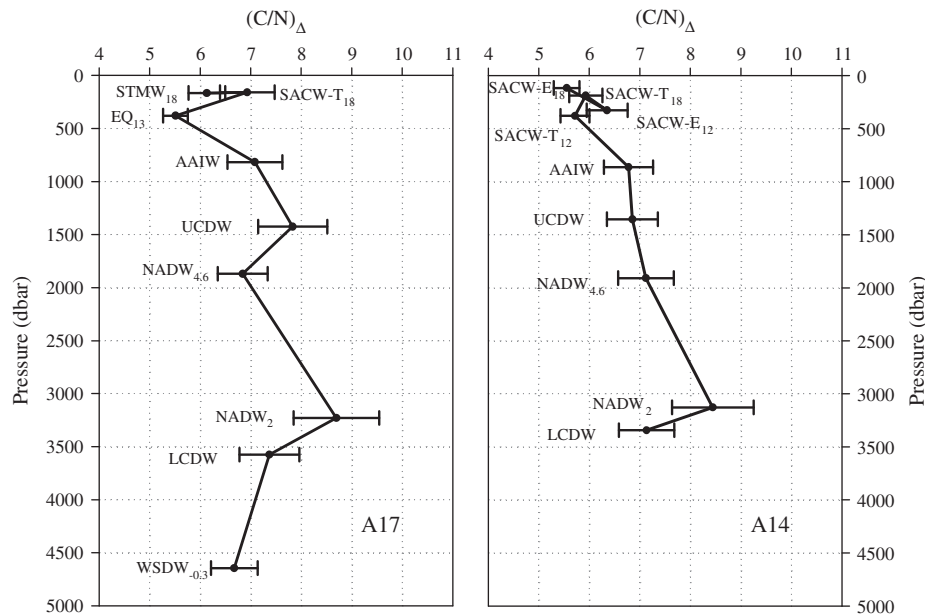 (C/N)Δ
4 5 6 7 8 9 10 11
0
500
1000
1500
2000
2500
3000
3500
4000
4500
5000
Pressure (dbar)
STMW18
SACW-T18
EQ13
AAIW
UCDW
NADW4.6
NADW2
LCDW
WSDW-0.3
A17
(C/N)Δ
4 5 6 7 8 9 10 11
SACW-E18
SACW-T18
SACW-E12
SACW-T12
AAIW
UCDW
NADW4.6
NADW2
LCDW
A14
0
500
1000
1500
2000
2500
3000
3500
4000
4500
5000
Pressure (dbar)